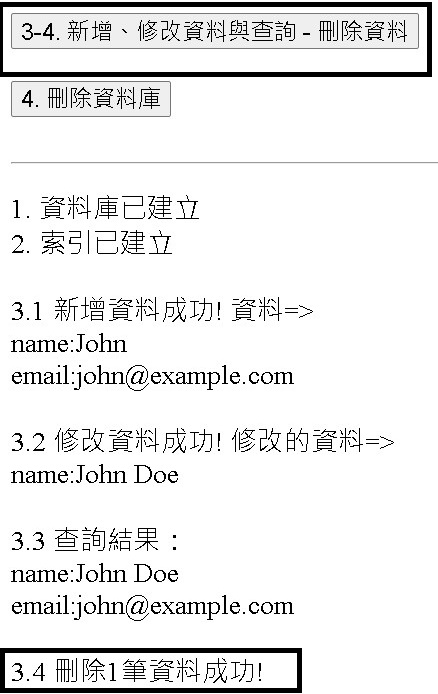 3-4. 新增、修改資料與查詢 - 刪除資料
4. 刪除資料庫
1. 資料庫已建立
2. 索引已建立
3.1 新增資料成功! 資料=>
name:John
email:john@example.com
3.2 修改資料成功! 修改的資料=>
name:John Doe
3.3 查詢結果：
name:John Doe
email:john@example.com
3.4 刪除1筆資料成功!